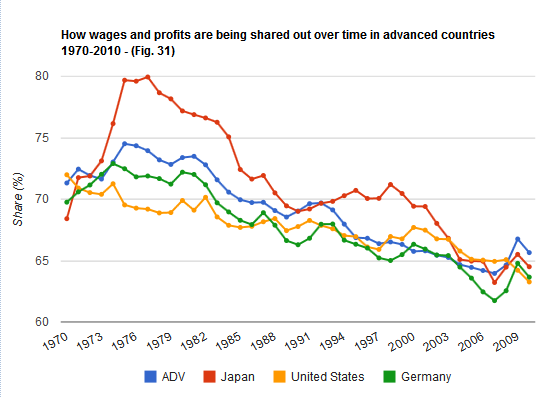 How wages and profits are being shared out over time in advanced countries
1970-2010 - (Fig. 31)
Share (%)
80
75
70
65
60
1970 1973 1976 1979 1982 1985 1988 1991 1994 1997 2000 2003 2006 2009
ADV Japan United States Germany